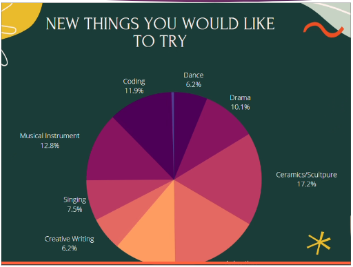 NEW THINGS YOU WOULD LIKE
TO TRY
Coding
11.9%
Dance
6.2%
Drama
10.1%
Musical Instrument
12.8%
Ceramics/Scultpure
17.2%
Singing
7.5%
Creative Writing
6.2%